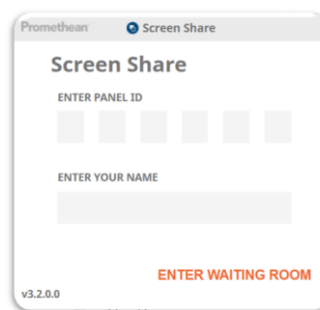 Promethean Screen Share
Screen Share
ENTER PANEL ID
ENTER YOUR NAME
ENTER WAITING ROOM
v3.2.0.0